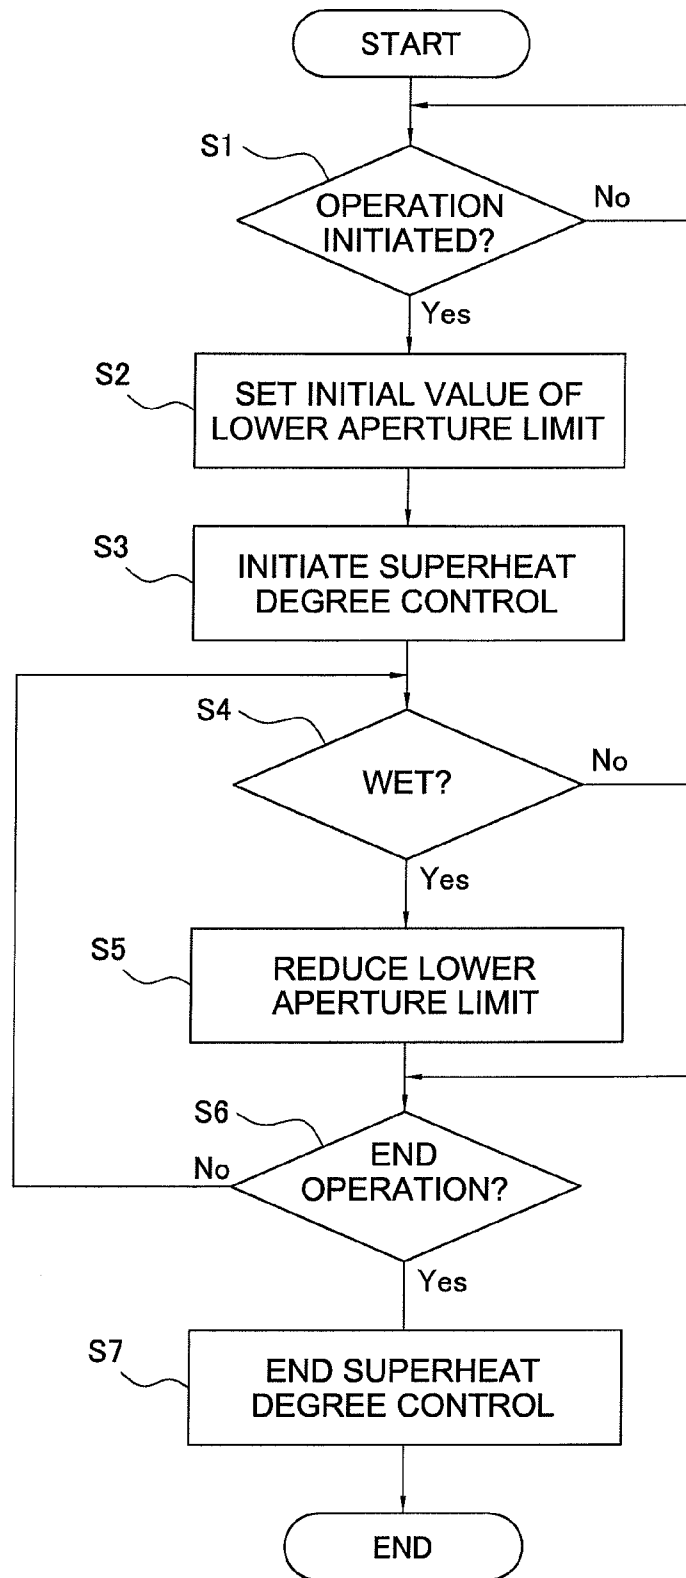 START
S1
OPERATION
INITIATED?
No
Yes
S2
SET INITIAL VALUE OF
LOWER APERTURE LIMIT
S3
INITIATE SUPERHEAT
DEGREE CONTROL
S4
WET?
No
Yes
S5
REDUCE LOWER
APERTURE LIMIT
S6
END
OPERATION?
No
Yes
S7
END SUPERHEAT
DEGREE CONTROL
END